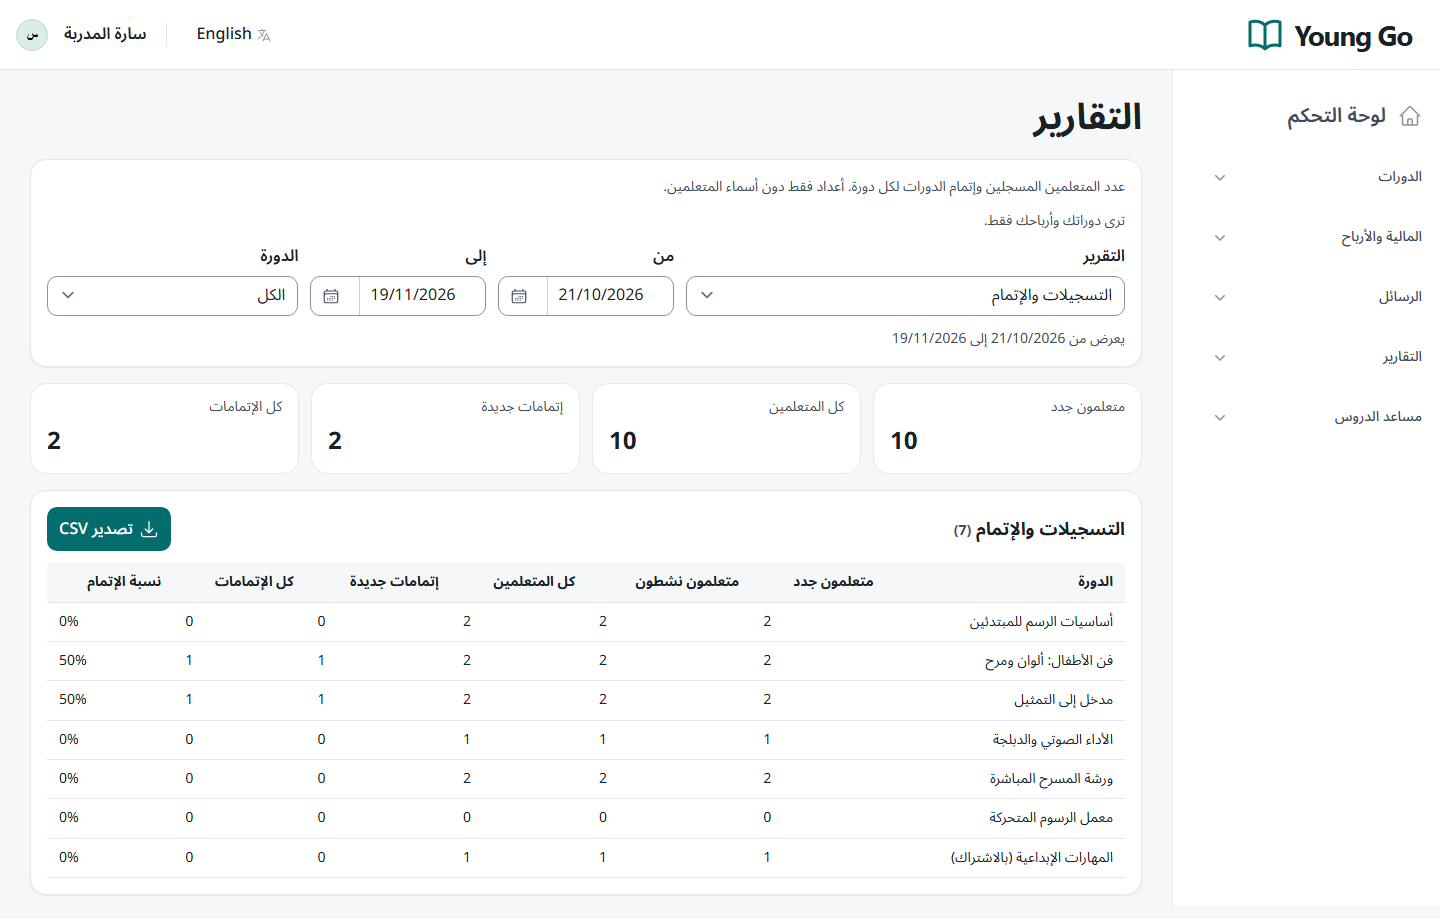 Young Go
English
سارة المدربة
س
لوحة التحكم
الدورات
المالية والأرباح
الرسائل
التقارير
مساعد الدروس
التقارير
عدد المتعلمين المسجلين وإتمام الدورات لكل دورة. أعداد فقط دون أسماء المتعلمين.
ترى دوراتك وأرباحك فقط.
التقرير من إلى الدورة
التسجيلات والإتمام 21/10/2026 19/11/2026 الكل
يعرض من 21/10/2026 إلى 19/11/2026
متعلمون جدد كل المتعلمين إتمامات جديدة كل الإتمامات
10 10 2 2
التسجيلات والإتمام (7) تصدير CSV
الدورة متعلمون جدد متعلمون نشطون كل المتعلمين إتمامات جديدة كل الإتمامات نسبة الإتمام
أساسيات الرسم للمبتدئين 2 2 2 0 0 0%
فن الأطفال: ألوان ومرح 2 2 2 1 1 50%
مدخل إلى التمثيل 2 2 2 1 1 50%
الأداء الصوتي والدبلجة 1 1 1 0 0 0%
ورشة المسرح المباشرة 2 2 2 0 0 0%
معمل الرسوم المتحركة 0 0 0 0 0 0%
المهارات الإبداعية (بالاشتراك) 1 1 1 0 0 0%